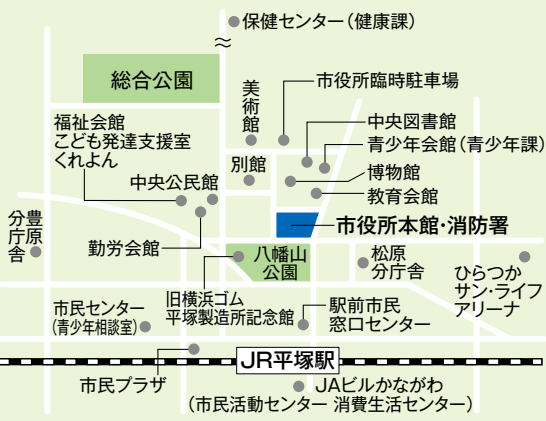 保健センター(健康課)
総合公園
美術館
市役所臨時駐車場
中央図書館
青少年会館(青少年課)
福祉会館
こども発達支援室
くれよん
別館
博物館
中央公民館
教育会館
豊原分庁舎
勤労会館
市役所本館・消防署
八幡山
公園
松原
分庁舎
ひらつか
サン・ライフ
アリーナ
旧横浜ゴム
平塚製造所記念館
市民センター
(青少年相談室)
駅前市民
窓口センター
JR平塚駅
市民プラザ
JAビルかながわ
(市民活動センター 消費生活センター)